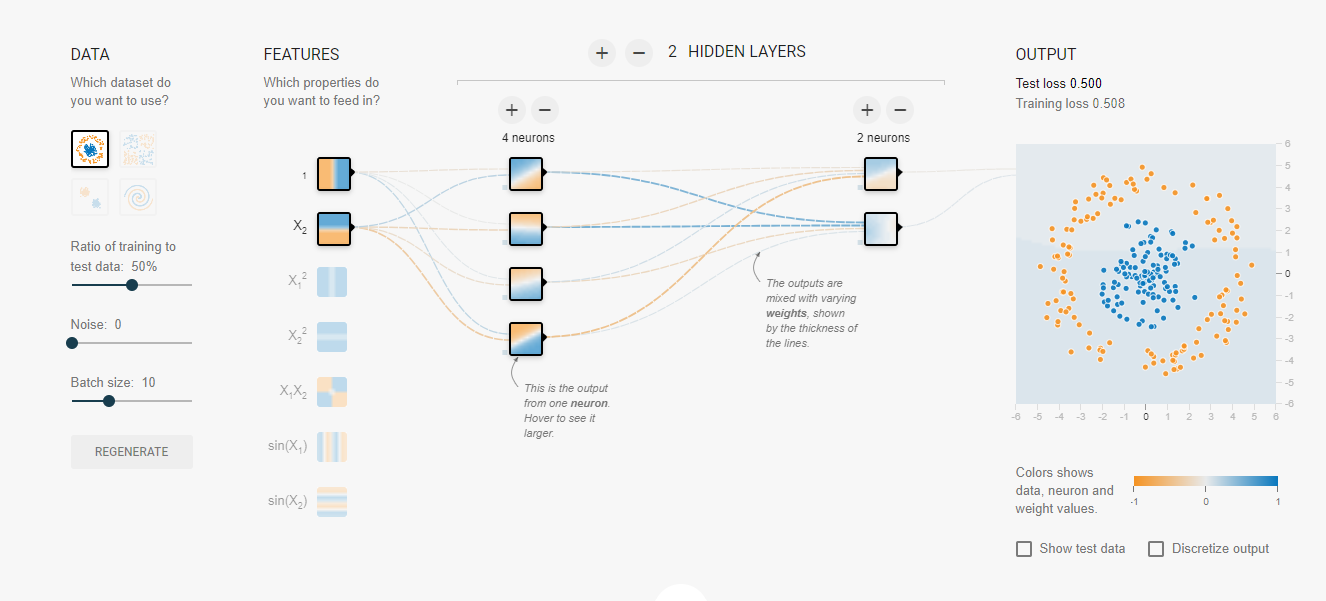 DATA
Which dataset do
you want to use?
Ratio of training to
test data: 50%
Noise: 0
Batch size: 10
REGENERATE
FEATURES
Which properties do
you want to feed in?
1
X2
X1^2
X2^2
X1X2
sin(X1)
sin(X2)
+ − 2 HIDDEN LAYERS
+ −
4 neurons
+ −
2 neurons
This is the output
from one neuron.
Hover to see it
larger.
The outputs are
mixed with varying
weights, shown
by the thickness of
the lines.
OUTPUT
Test loss 0.500
Training loss 0.508
6
5
4
3
2
1
0
-1
-2
-3
-4
-5
-6
-6 -5 -4 -3 -2 -1 0 1 2 3 4 5 6
Colors shows
data, neuron and
weight values.
-1 0 1
Show test data
Discretize output